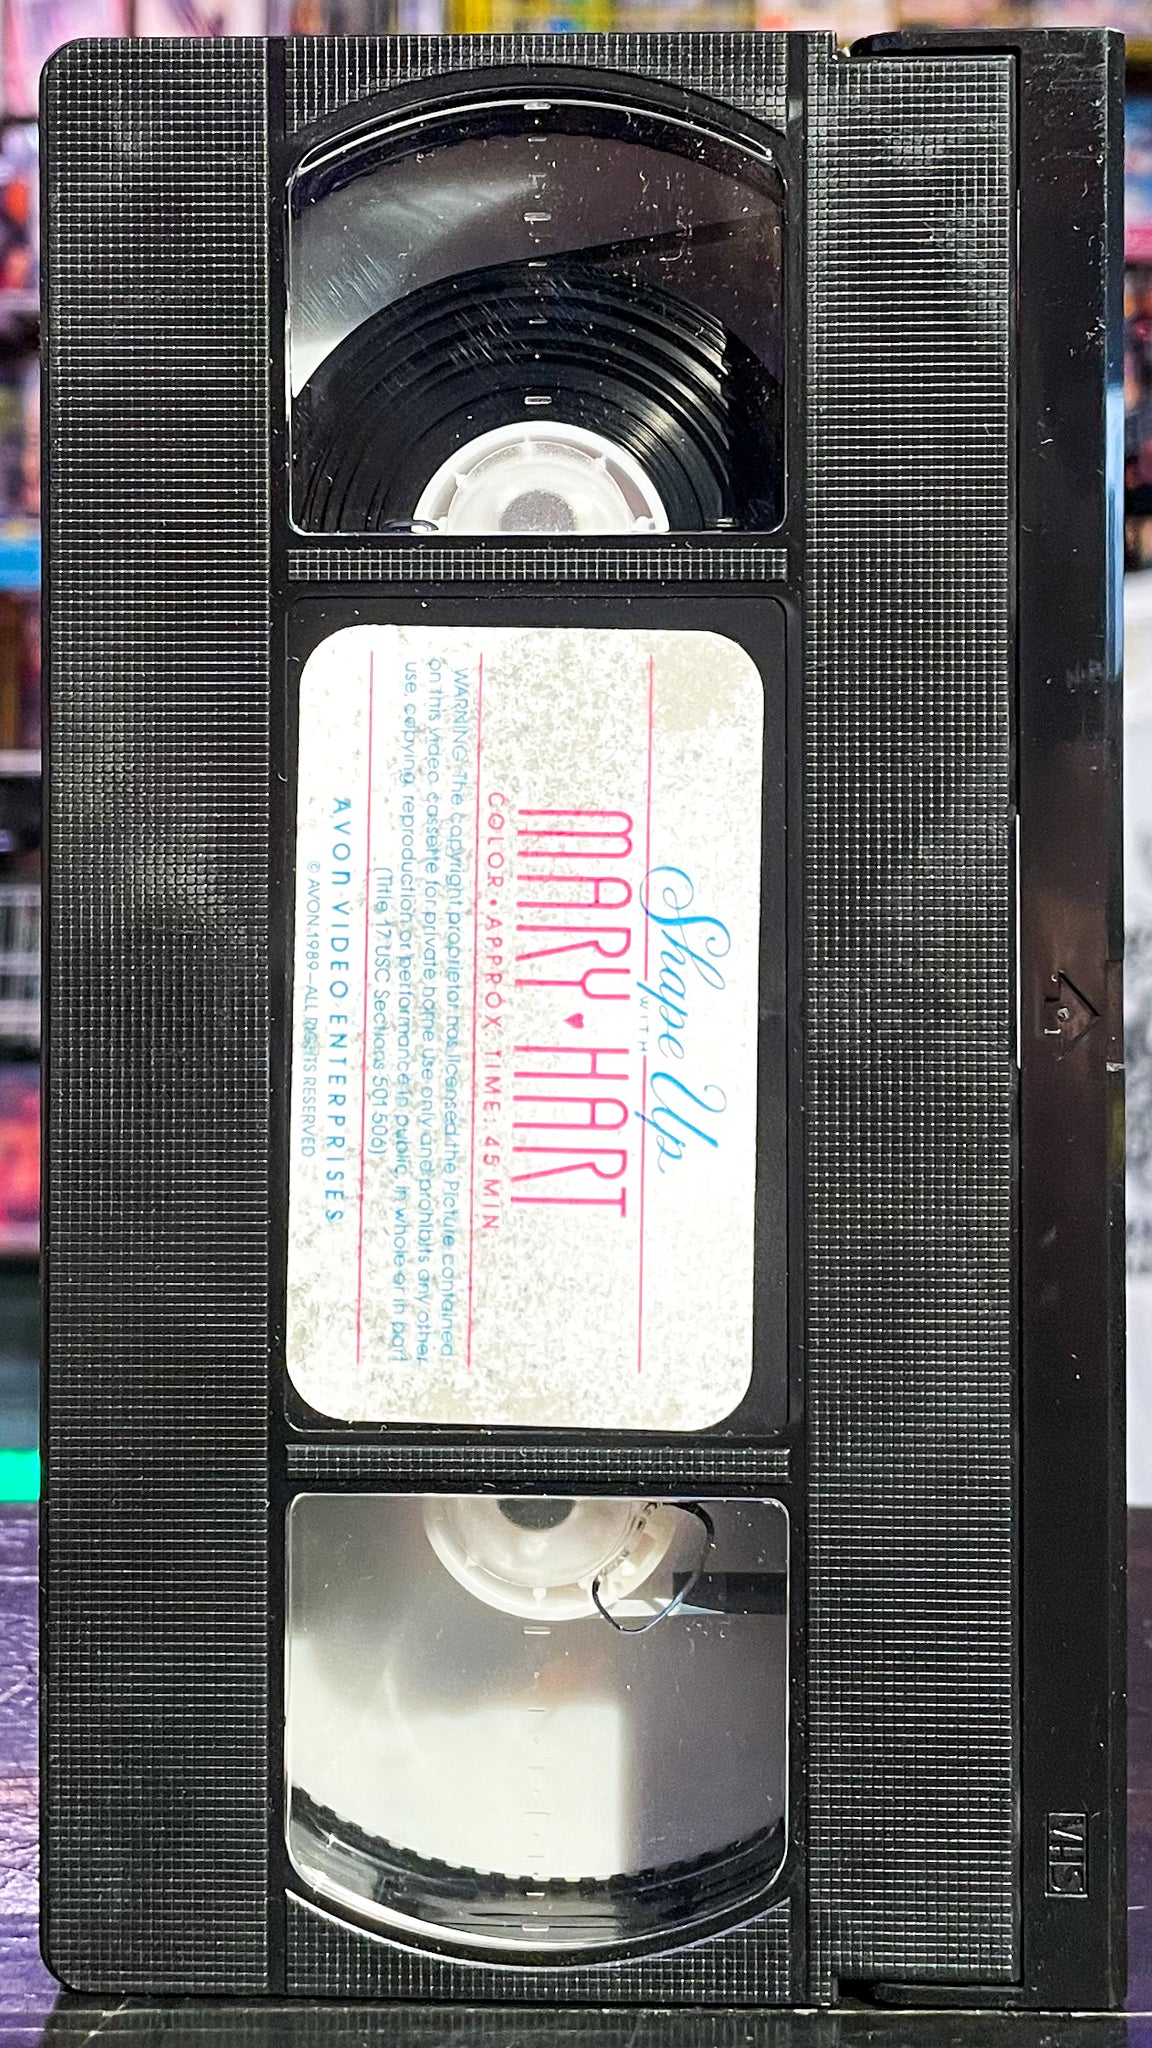 Shape Up
WITH
MARY ♥ HART
COLOR • APPROX. TIME: 45 MIN.
WARNING: The copyright proprietor has licensed the Picture contained
on this video cassette for private home use only and prohibits any other
use, copying, reproduction or performance in public, in whole or in part
(Title 17 USC Sections 501-506)
AVON VIDEO ENTERPRISES
© AVON 1989—ALL RIGHTS RESERVED
VHS